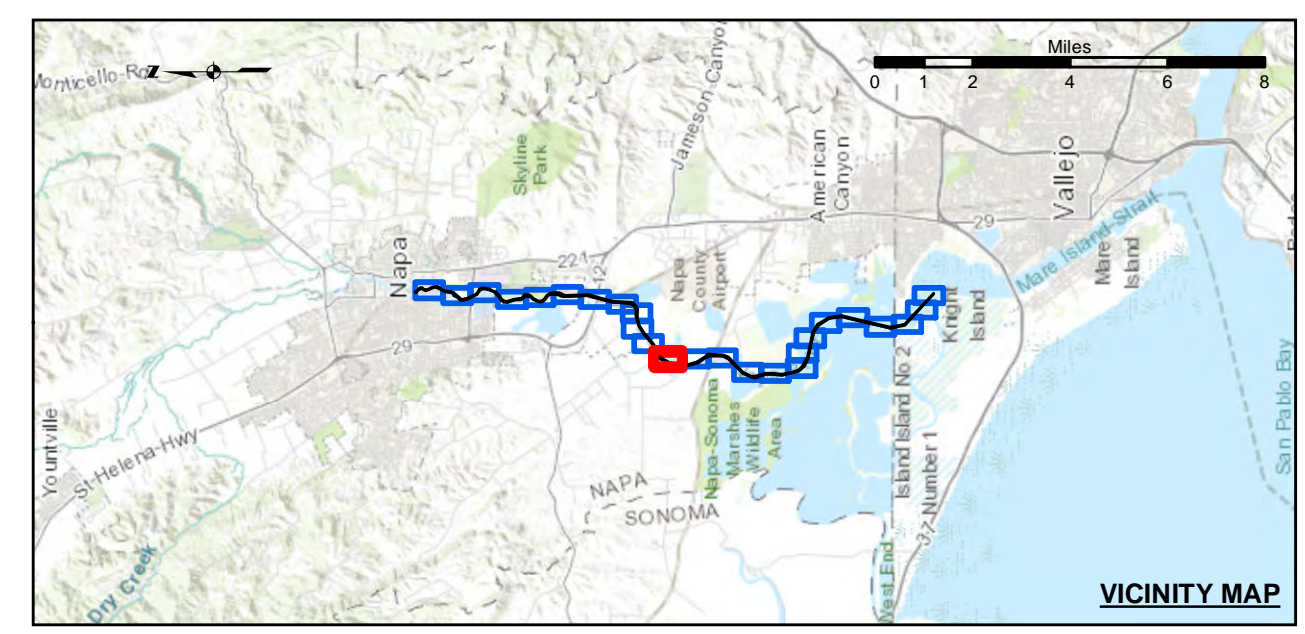 Monticello-Rd
Z
Miles
0 1 2 4 6 8
Jameson Canyon
Skyline
Park
American
Canyon
Vallejo
29
Mare Island Strait
Mare
Island
Napa
221
12
Napa
County
Airport
Knight
Island
29
San Pablo Bay
Yountville
St-Helena-Hwy
Napa-Sonoma
Marshes
Wildlife
Area
Island Island No 2
37-Number 1
NAPA
SONOMA
Dry Creek
West End
VICINITY MAP